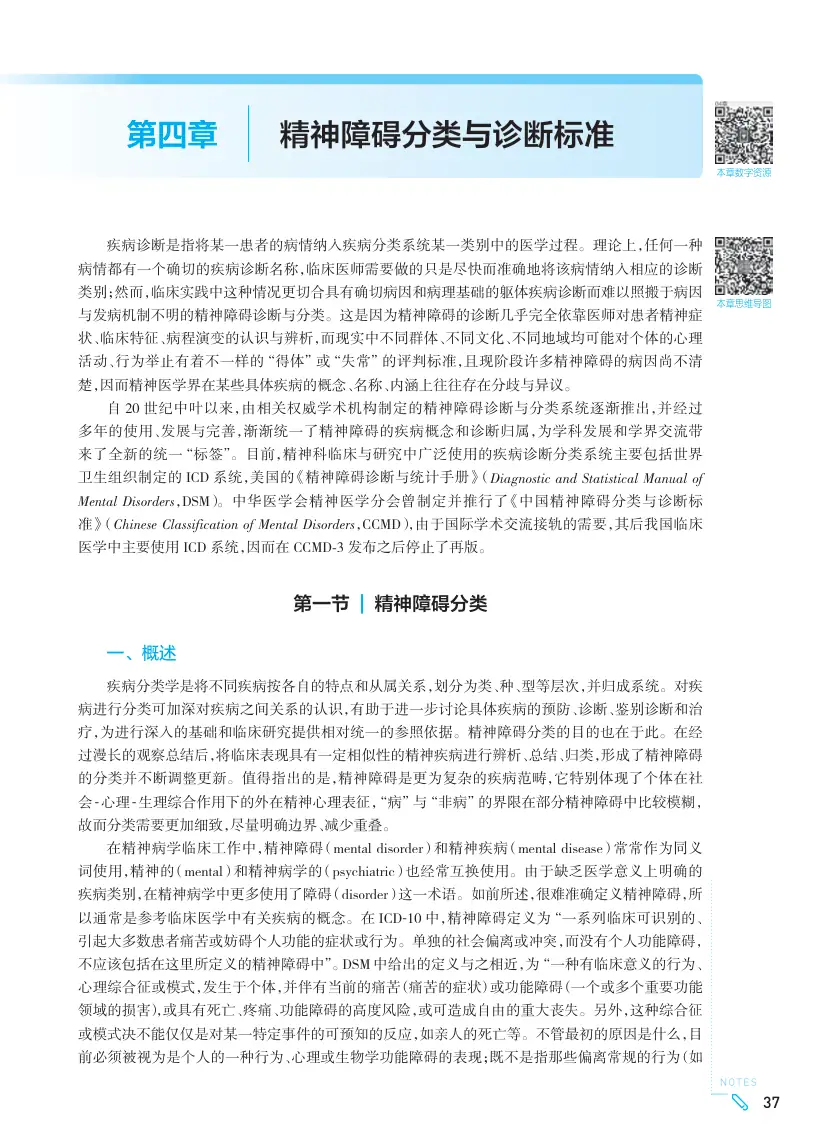 第四章 精神障碍分类与诊断标准
本章数字资源
本章思维导图
疾病诊断是指将某一患者的病情纳入疾病分类系统某一类别中的医学过程。理论上,任何一种
病情都有一个确切的疾病诊断名称,临床医师需要做的只是尽快而准确地将该病情纳入相应的诊断
类别;然而,临床实践中这种情况更切合具有确切病因和病理基础的躯体疾病诊断而难以照搬于病因
与发病机制不明的精神障碍诊断与分类。这是因为精神障碍的诊断几乎完全依靠医师对患者精神症
状、临床特征、病程演变的认识与辨析,而现实中不同群体、不同文化、不同地域均可能对个体的心理
活动、行为举止有着不一样的“得体”或“失常”的评判标准,且现阶段许多精神障碍的病因尚不清
楚,因而精神医学界在某些具体疾病的概念、名称、内涵上往往存在分歧与异议。
自 20 世纪中叶以来,由相关权威学术机构制定的精神障碍诊断与分类系统逐渐推出,并经过
多年的使用、发展与完善,渐渐统一了精神障碍的疾病概念和诊断归属,为学科发展和学界交流带
来了全新的统一“标签”。目前,精神科临床与研究中广泛使用的疾病诊断分类系统主要包括世界
卫生组织制定的 ICD 系统,美国的《精神障碍诊断与统计手册》(Diagnostic and Statistical Manual of
Mental Disorders,DSM)。中华医学会精神医学分会曾制定并推行了《中国精神障碍分类与诊断标
准》(Chinese Classification of Mental Disorders,CCMD),由于国际学术交流接轨的需要,其后我国临床
医学中主要使用 ICD 系统,因而在 CCMD-3 发布之后停止了再版。
第一节 精神障碍分类
一、概述
疾病分类学是将不同疾病按各自的特点和从属关系,划分为类、种、型等层次,并归成系统。对疾
病进行分类可加深对疾病之间关系的认识,有助于进一步讨论具体疾病的预防、诊断、鉴别诊断和治
疗,为进行深入的基础和临床研究提供相对统一的参照依据。精神障碍分类的目的也在于此。在经
过漫长的观察总结后,将临床表现具有一定相似性的精神疾病进行辨析、总结、归类,形成了精神障碍
的分类并不断调整更新。值得指出的是,精神障碍是更为复杂的疾病范畴,它特别体现了个体在社
会-心理-生理综合作用下的外在精神心理表征,“病”与“非病”的界限在部分精神障碍中比较模糊,
故而分类需要更加细致,尽量明确边界、减少重叠。
在精神病学临床工作中,精神障碍(mental disorder)和精神疾病(mental disease)常常作为同义
词使用,精神的(mental)和精神病学的(psychiatric)也经常互换使用。由于缺乏医学意义上明确的
疾病类别,在精神病学中更多使用了障碍(disorder)这一术语。如前所述,很难准确定义精神障碍,所
以通常是参考临床医学中有关疾病的概念。在 ICD-10 中,精神障碍定义为“一系列临床可识别的、
引起大多数患者痛苦或妨碍个人功能的症状或行为。单独的社会偏离或冲突,而没有个人功能障碍,
不应该包括在这里所定义的精神障碍中”。DSM 中给出的定义与之相近,为“一种有临床意义的行为、
心理综合征或模式,发生于个体,并伴有当前的痛苦(痛苦的症状)或功能障碍(一个或多个重要功能
领域的损害),或具有死亡、疼痛、功能障碍的高度风险,或可造成自由的重大丧失。另外,这种综合征
或模式决不能仅仅是对某一特定事件的可预知的反应,如亲人的死亡等。不管最初的原因是什么,目
前必须被视为是个人的一种行为、心理或生物学功能障碍的表现;既不是指那些偏离常规的行为(如
NOTES
37